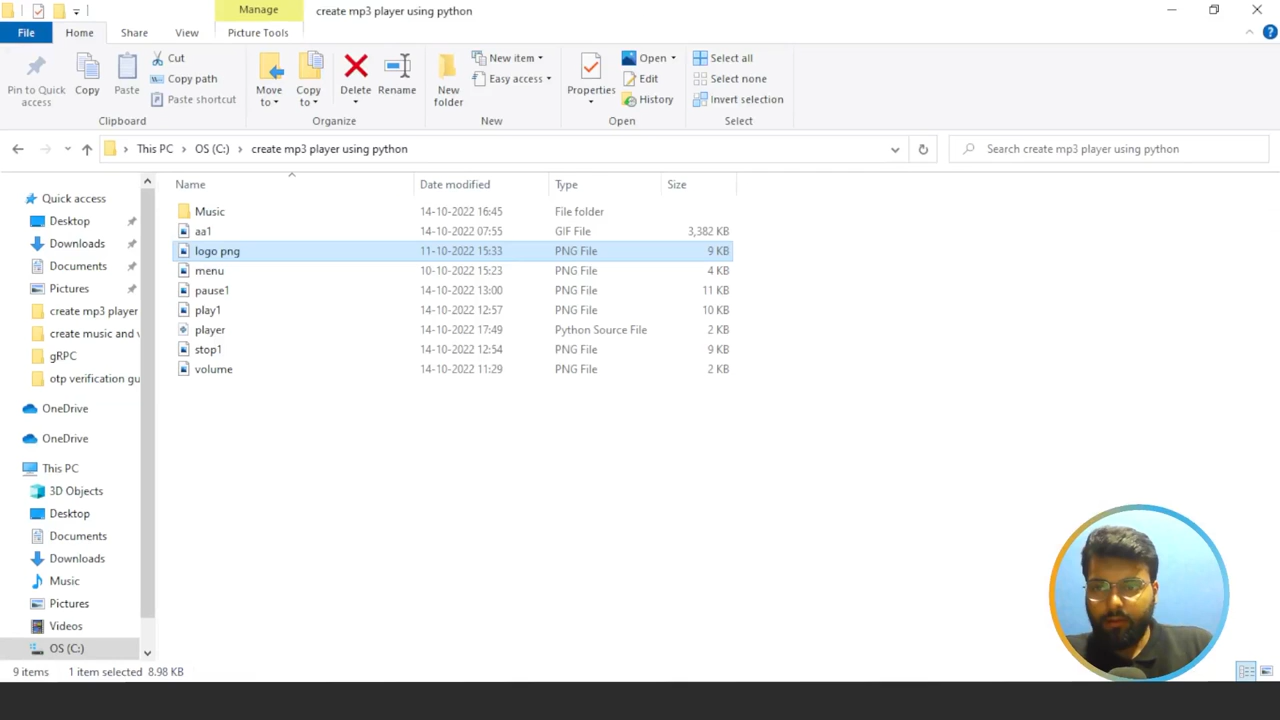 Manage
create mp3 player using python
File
Home
Share
View
Picture Tools
Pin to Quick access
Copy
Paste
Cut
Copy path
Paste shortcut
Clipboard
Move to
Copy to
Delete
Rename
Organize
New folder
New item
Easy access
New
Properties
Open
Edit
History
Open
Select all
Select none
Invert selection
Select
This PC > OS (C:) > create mp3 player using python
Search create mp3 player using python
Name Date modified Type Size
Music 14-10-2022 16:45 File folder
aa1 14-10-2022 07:55 GIF File 3,382 KB
logo png 11-10-2022 15:33 PNG File 9 KB
menu 10-10-2022 15:23 PNG File 4 KB
pause1 14-10-2022 13:00 PNG File 11 KB
play1 14-10-2022 12:57 PNG File 10 KB
player 14-10-2022 17:49 Python Source File 2 KB
stop1 14-10-2022 12:54 PNG File 9 KB
volume 14-10-2022 11:29 PNG File 2 KB
Quick access
Desktop
Downloads
Documents
Pictures
create mp3 player
create music and v
gRPC
otp verification gu
OneDrive
OneDrive
This PC
3D Objects
Desktop
Documents
Downloads
Music
Pictures
Videos
OS (C:)
9 items 1 item selected 8.98 KB